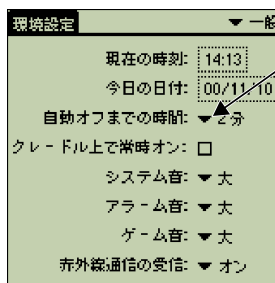 環境設定 ▼ 一般
現在の時刻: 14:13
今日の日付: 00/11/10
自動オフまでの時間: ▼ 2 分
クレードル上で常時オン: □
システム音: ▼ 大
アラーム音: ▼ 大
ゲーム音: ▼ 大
赤外線通信の受信: ▼ オン